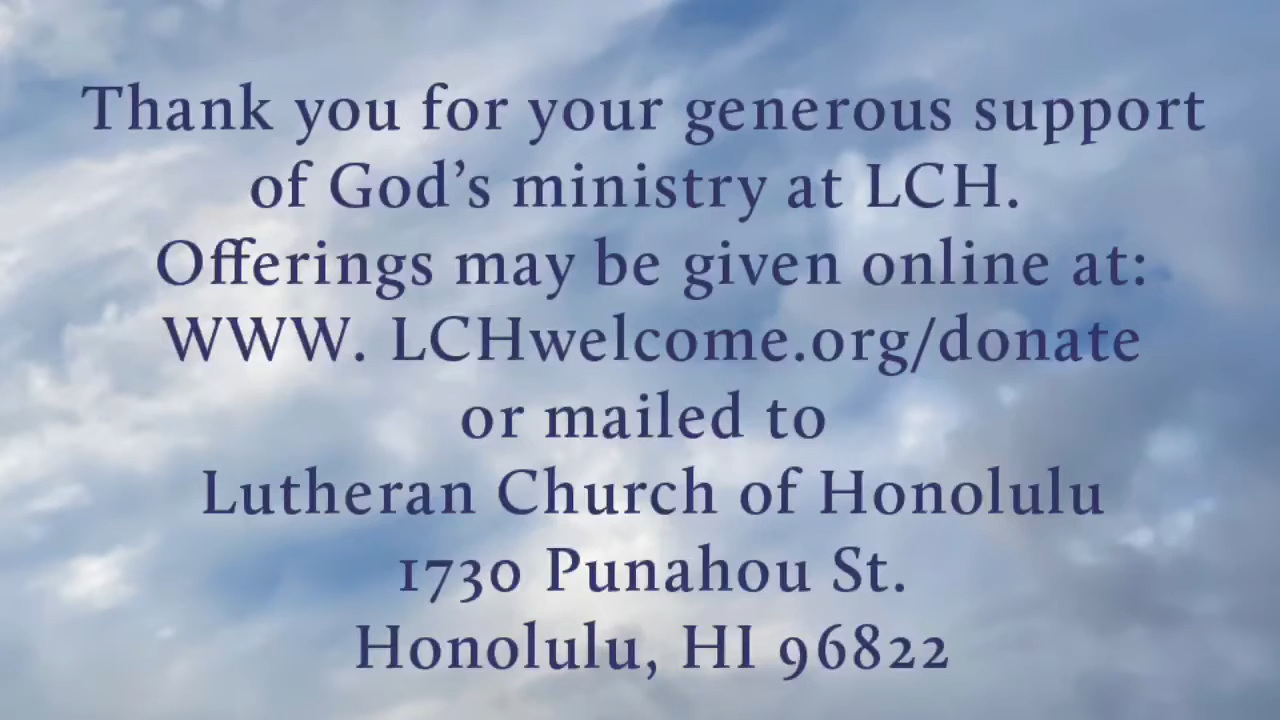 Thank you for your generous support
of God’s ministry at LCH.
Offerings may be given online at:
WWW. LCHwelcome.org/donate
or mailed to
Lutheran Church of Honolulu
1730 Punahou St.
Honolulu, HI 96822